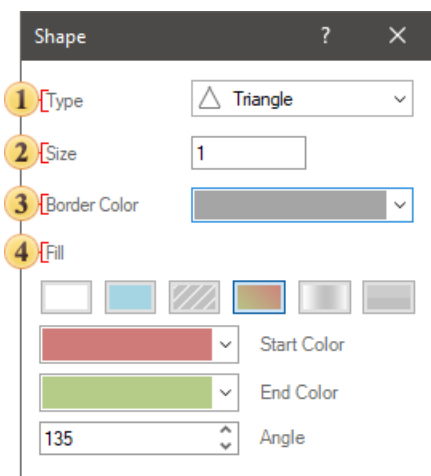 Shape ?
1 Type Triangle
2 Size 1
3 Border Color
4 Fill
Start Color
End Color
135 Angle